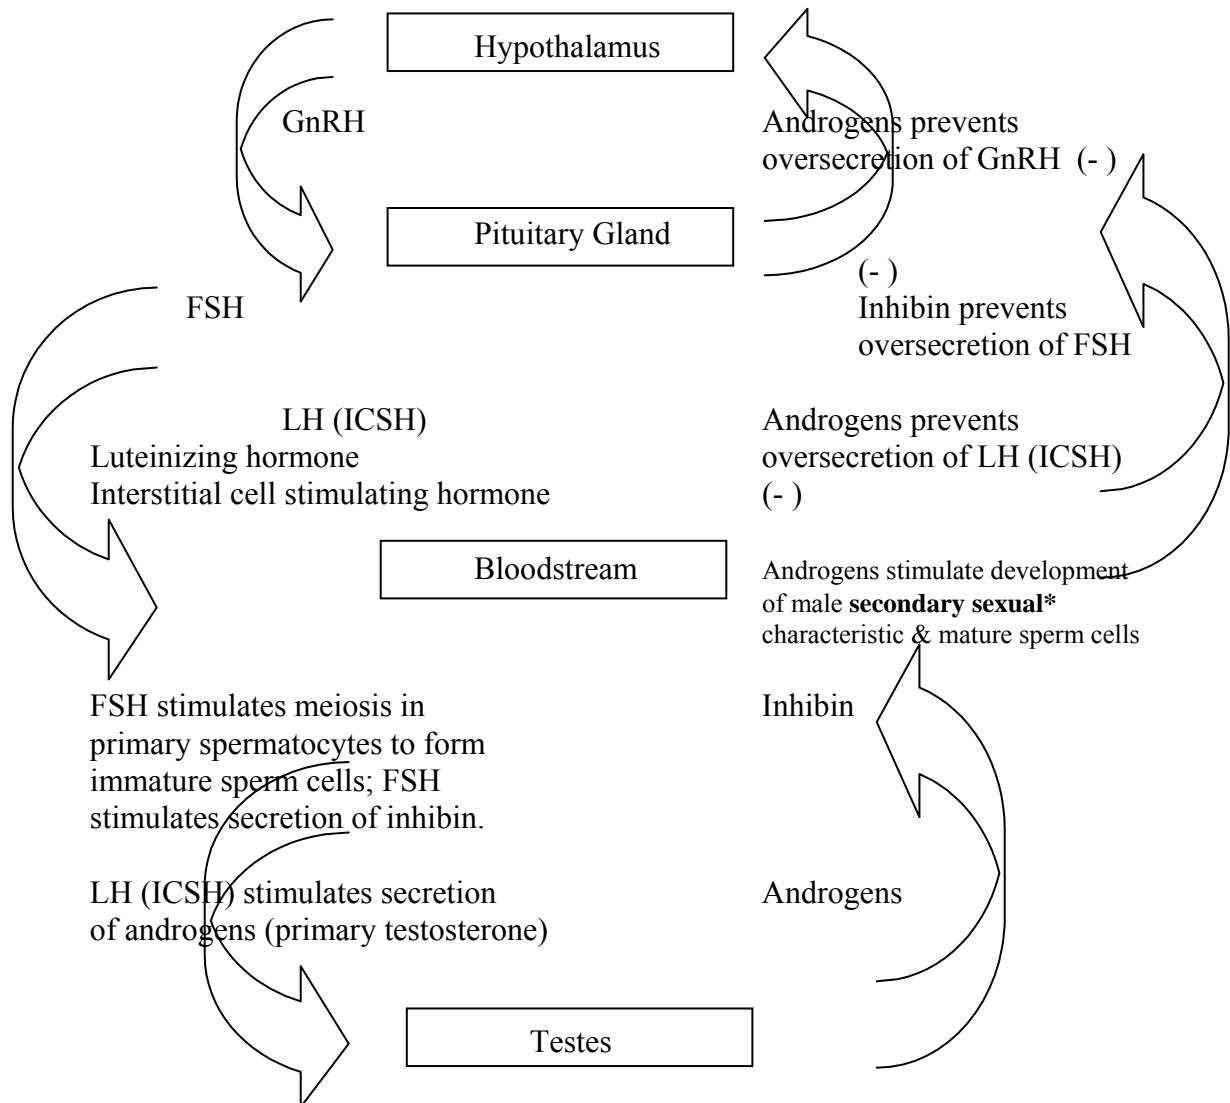 Hypothalamus
GnRH
Androgens prevents
oversecretion of GnRH (- )
Pituitary Gland
(- )
FSH
Inhibin prevents
oversecretion of FSH
LH (ICSH)
Luteinizing hormone
Interstitial cell stimulating hormone
Androgens prevents
oversecretion of LH (ICSH)
(- )
Bloodstream
Androgens stimulate development
of male secondary sexual*
characteristic & mature sperm cells
FSH stimulates meiosis in
primary spermatocytes to form
immature sperm cells; FSH
stimulates secretion of inhibin.
Inhibin
LH (ICSH) stimulates secretion
of androgens (primary testosterone)
Androgens
Testes